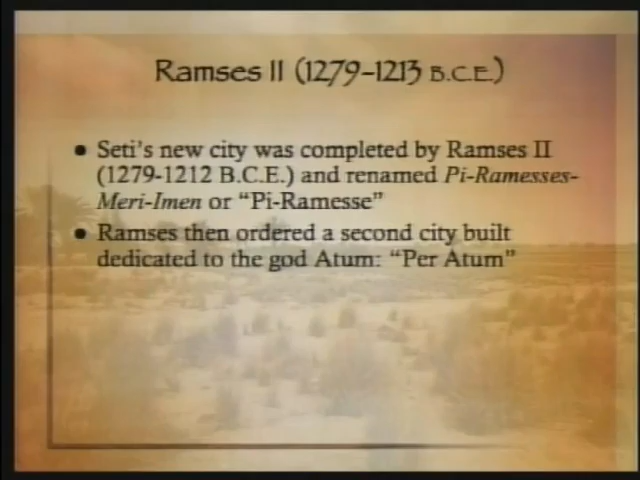 Ramses II (1279-1213 B.C.E.)
• Seti's new city was completed by Ramses II
(1279-1212 B.C.E.) and renamed Pi-Ramesses-
Meri-Imen or “Pi-Ramesse”
• Ramses then ordered a second city built
dedicated to the god Atum: “Per Atum”